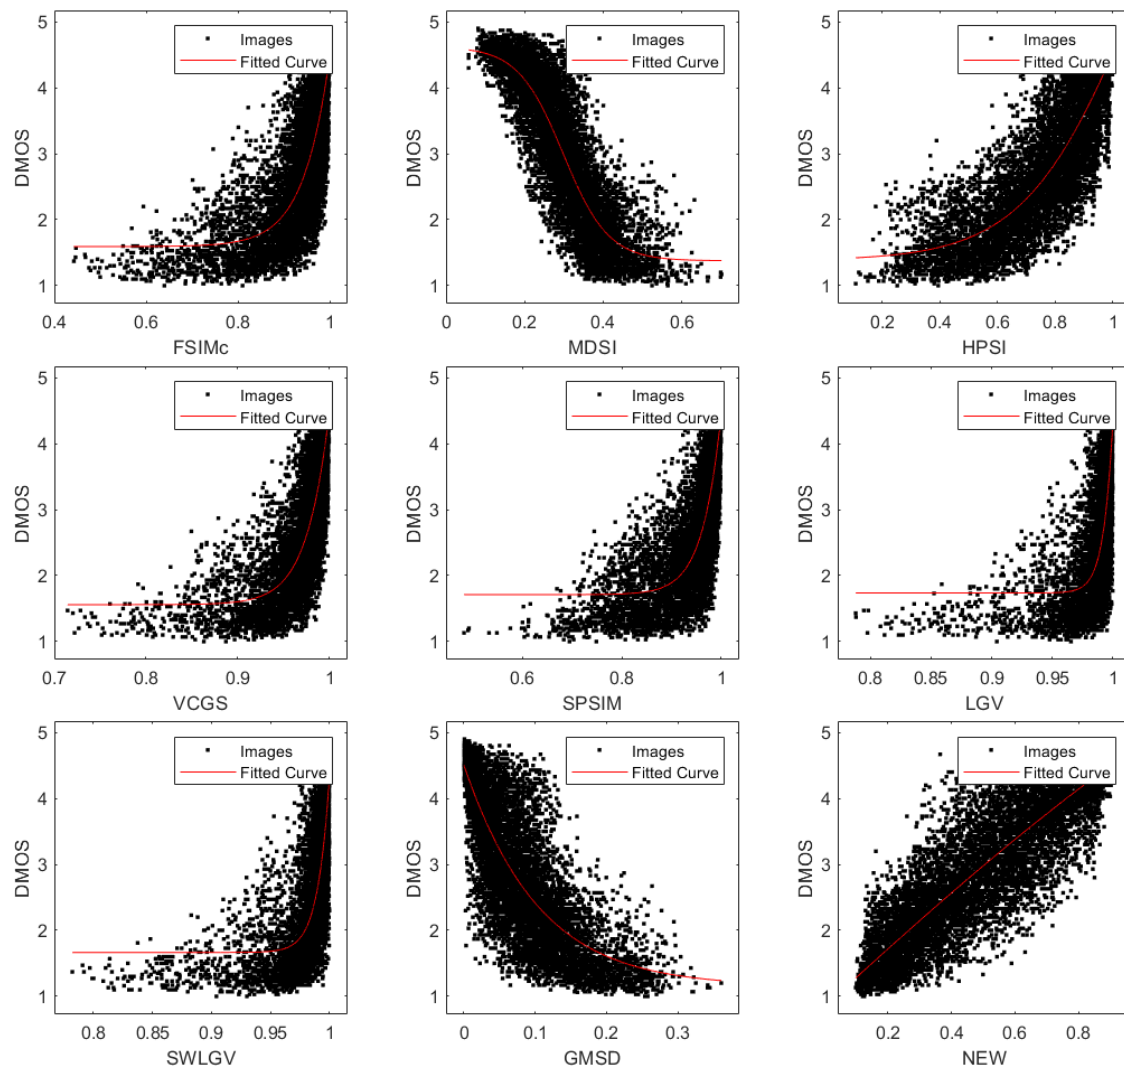 5
4
3
2
1
DMOS
Images
Fitted Curve
0.4
0.6
0.8
1
FSIMc
5
4
3
2
1
DMOS
Images
Fitted Curve
0
0.2
0.4
0.6
MDSI
5
4
3
2
1
DMOS
Images
Fitted Curve
0.2
0.4
0.6
0.8
1
HPSI
5
4
3
2
1
DMOS
Images
Fitted Curve
0.7
0.8
0.9
1
VCGS
5
4
3
2
1
DMOS
Images
Fitted Curve
0.6
0.8
1
SPSIM
5
4
3
2
1
DMOS
Images
Fitted Curve
0.8
0.85
0.9
0.95
1
LGV
5
4
3
2
1
DMOS
Images
Fitted Curve
0.8
0.85
0.9
0.95
1
SWLGV
5
4
3
2
1
DMOS
Images
Fitted Curve
0
0.1
0.2
0.3
GMSD
5
4
3
2
1
DMOS
Images
Fitted Curve
0.2
0.4
0.6
0.8
NEW